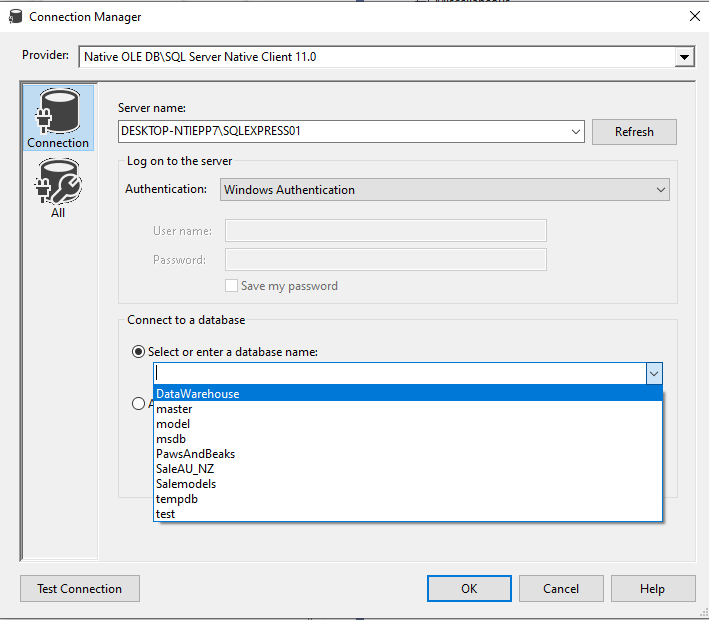 Connection Manager
Provider:
Native OLE DB\SQL Server Native Client 11.0
Connection
All
Server name:
DESKTOP-NTIEPP7\SQLEXPRESS01
Refresh
Log on to the server
Authentication:
Windows Authentication
User name:
Password:
Save my password
Connect to a database
Select or enter a database name:
DataWarehouse
master
model
msdb
PawsAndBeaks
SaleAU_NZ
Salemodels
tempdb
test
Test Connection
OK
Cancel
Help